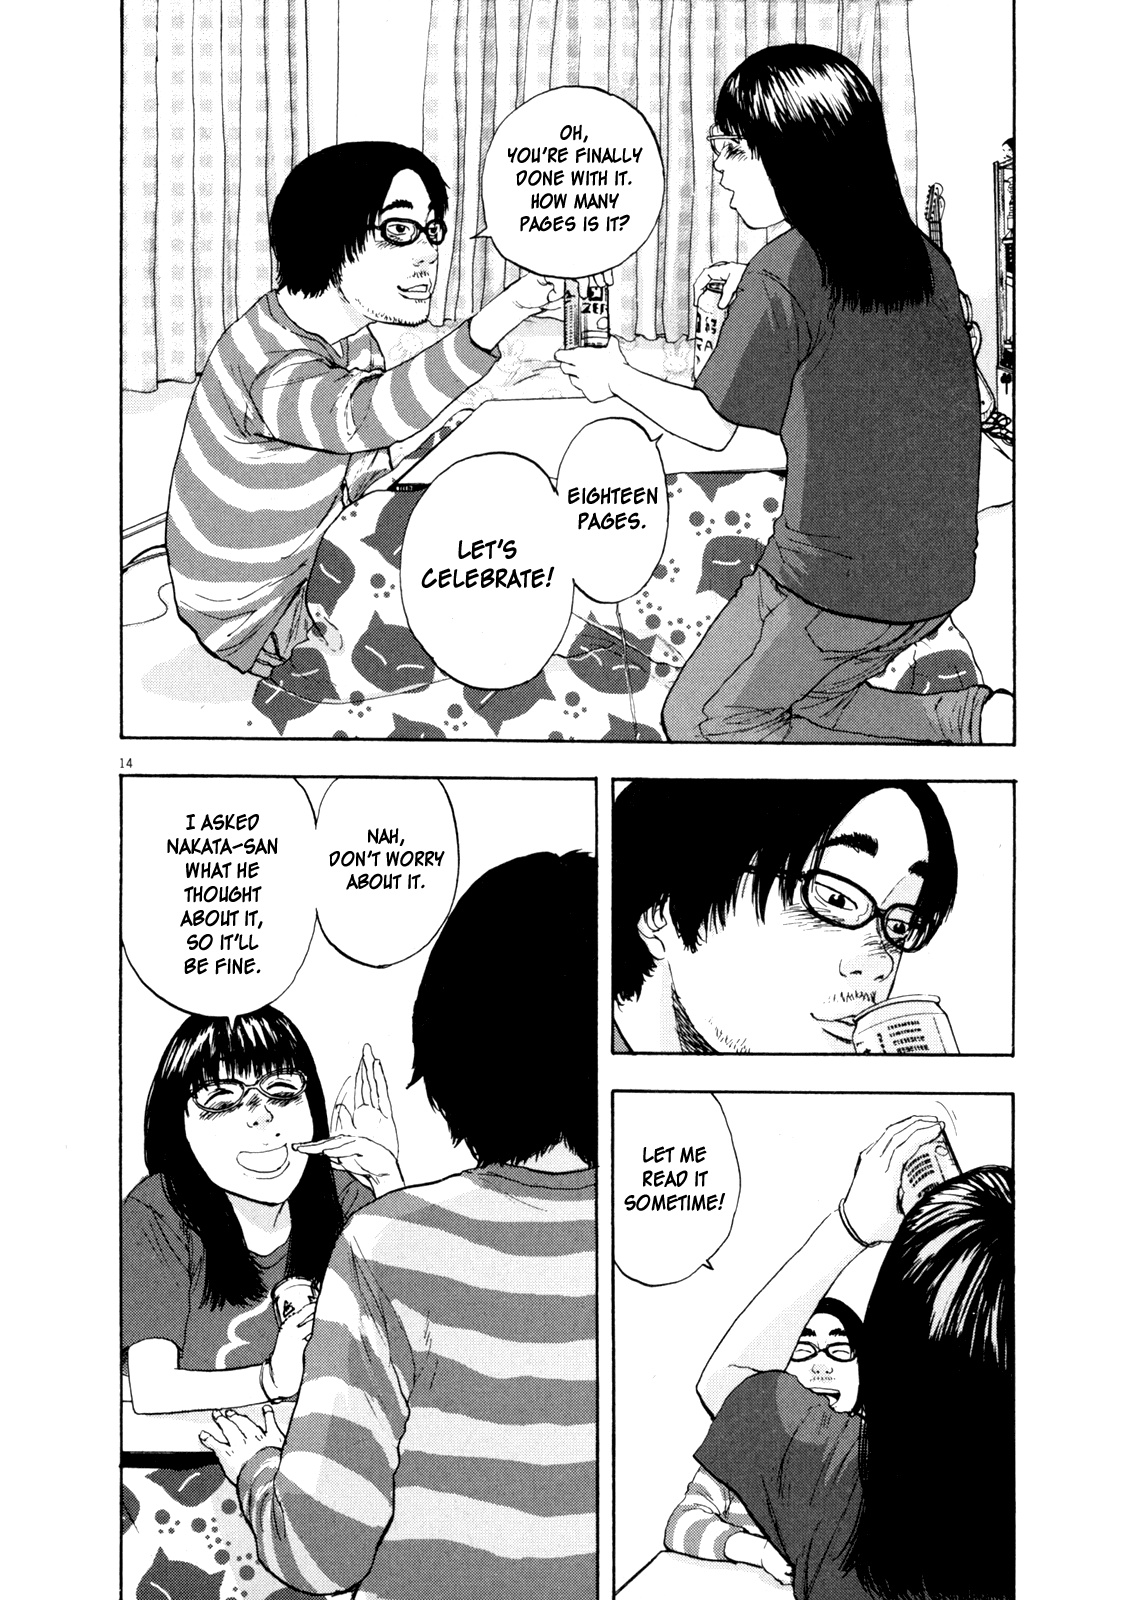 OH,
YOU'RE FINALLY
DONE WITH IT.
HOW MANY
PAGES IS IT?
ZER
EIGHTEEN
PAGES.
LET'S
CELEBRATE!
14
LET ME
READ IT
SOMETIME!
NAH,
DON'T WORRY
ABOUT IT.
I ASKED
NAKATA-SAN
WHAT HE
THOUGHT
ABOUT IT,
SO IT'LL
BE FINE.